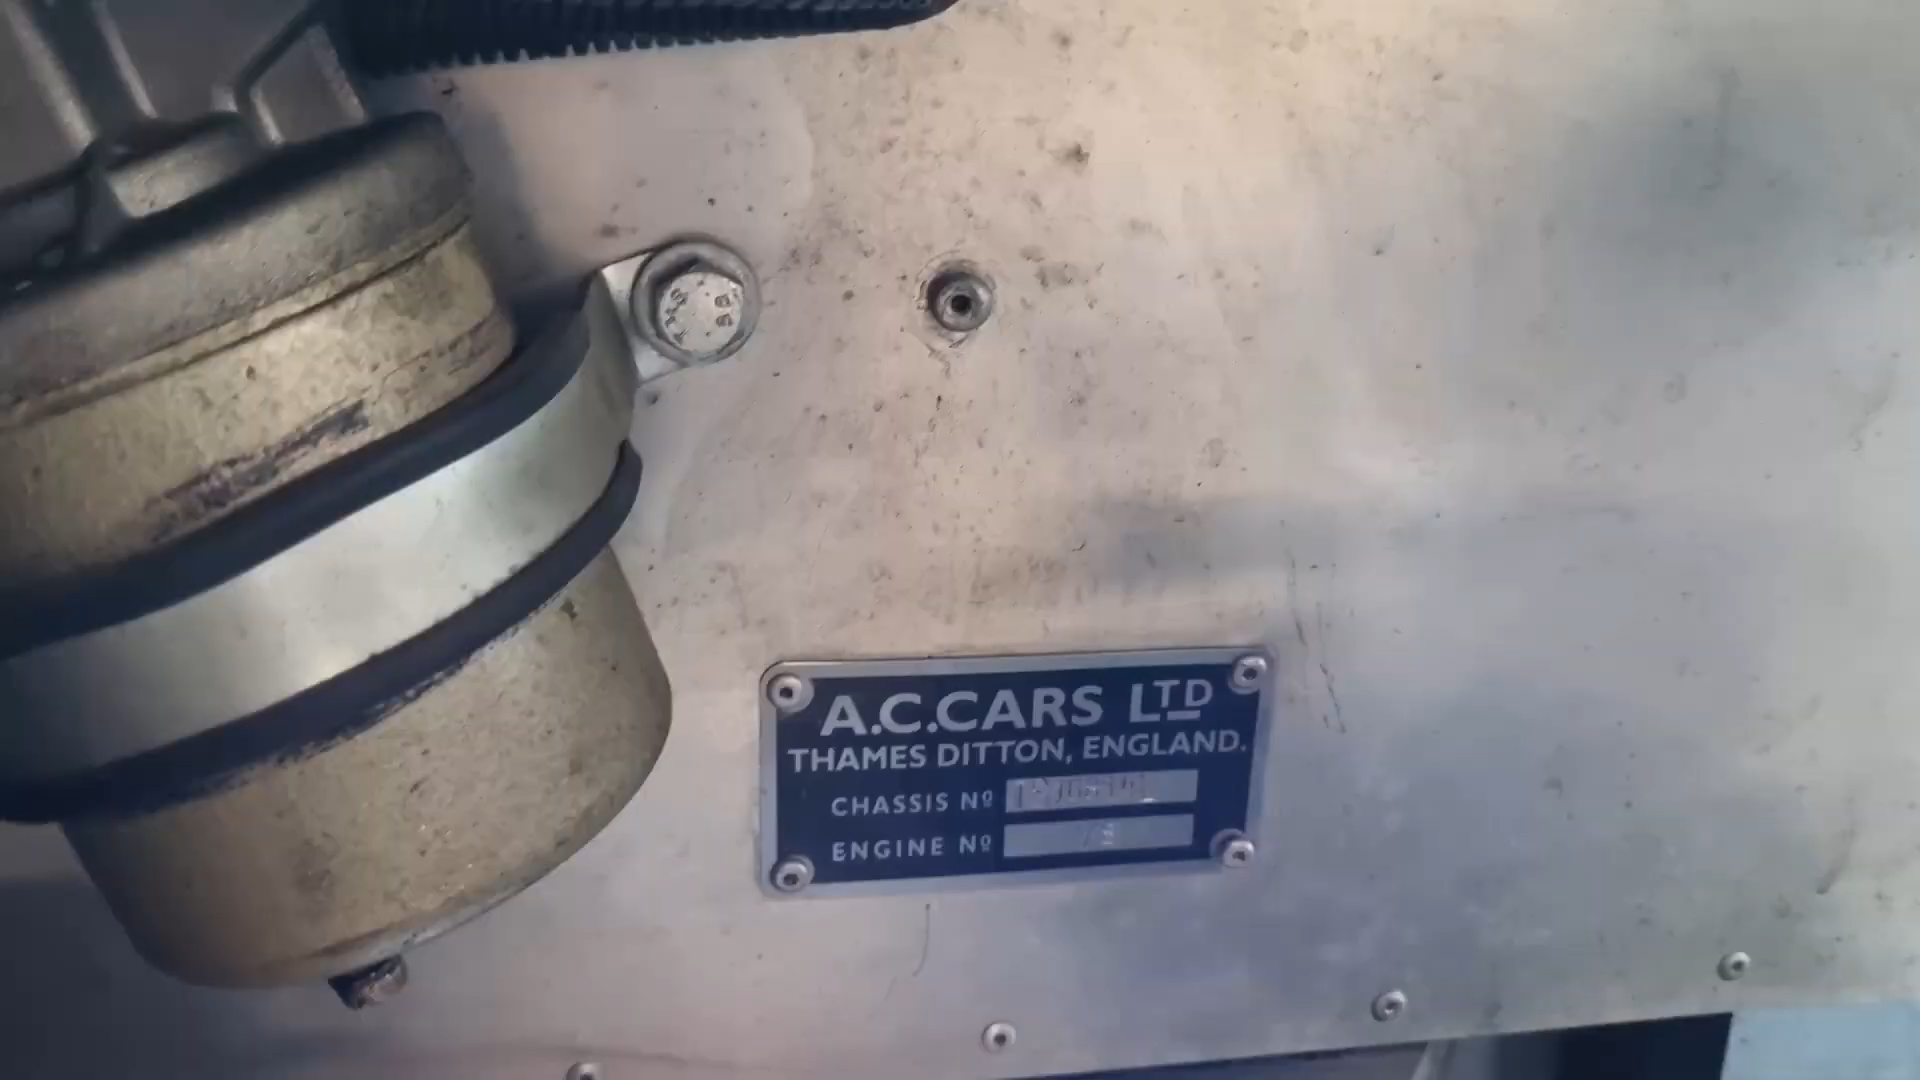 A.C.CARS LTD
THAMES DITTON, ENGLAND.
CHASSIS Nº
ENGINE Nº